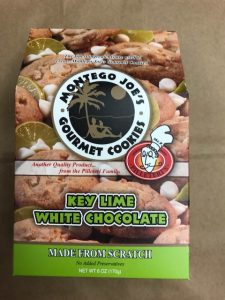 MONTEGO JOE'S
GOURMET COOKIES
Another Quality Product...
from the Pillitteri Family
KEY LIME
WHITE CHOCOLATE
MADE FROM SCRATCH
No Added Preservatives
NET WT 6 OZ (170g)